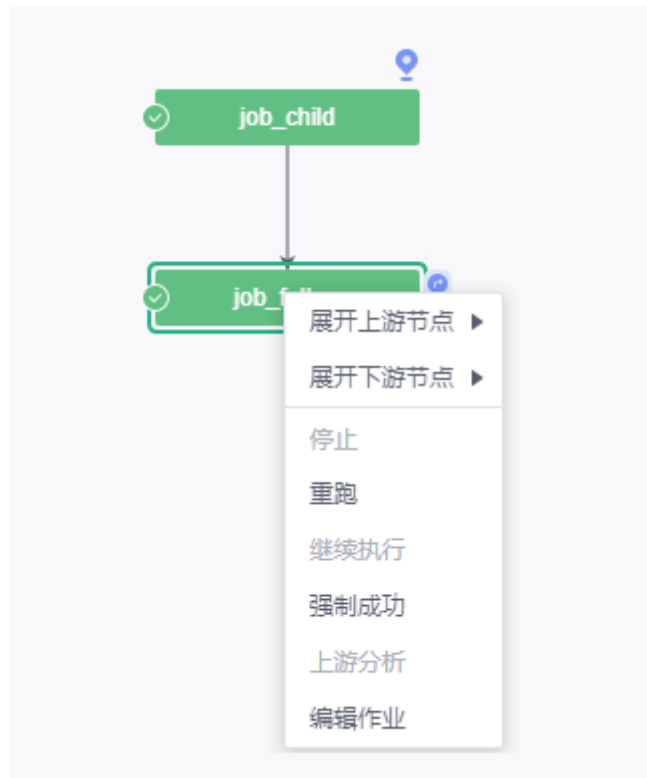 job_child
展开上游节点
展开下游节点
停止
重跑
继续执行
强制成功
上游分析
编辑作业